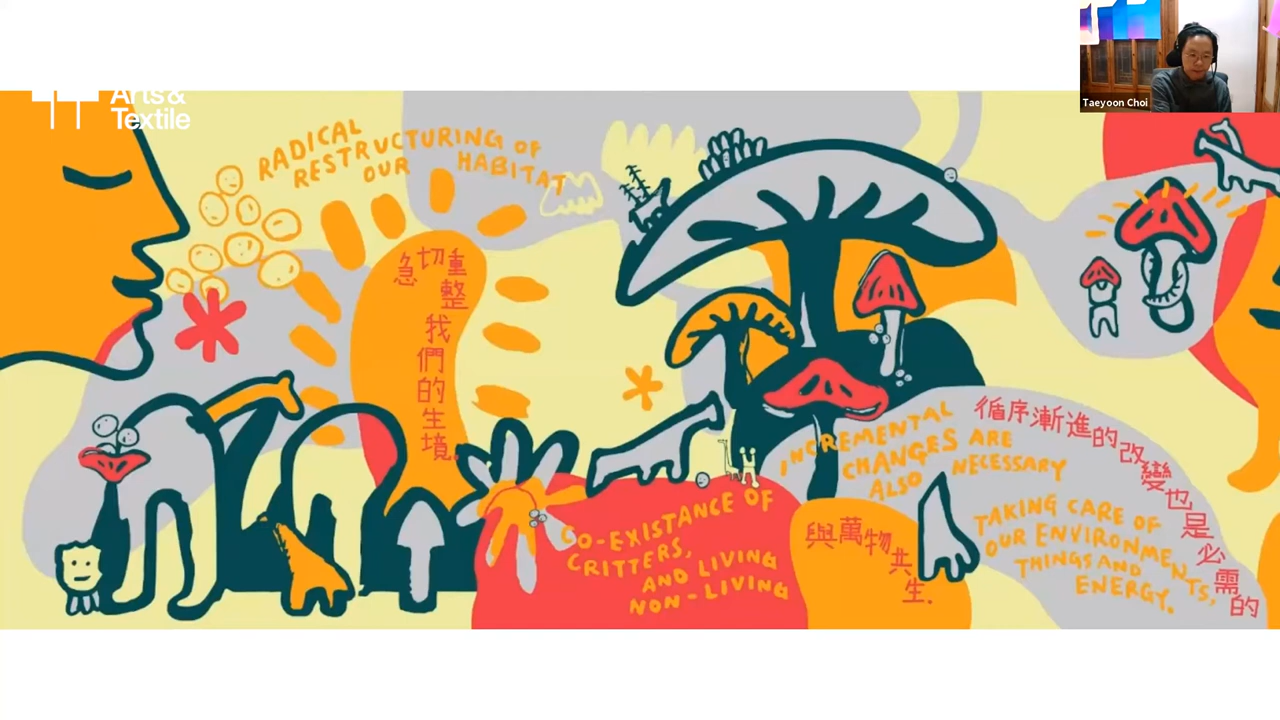 Taeyoon Choi
Arts &
Textile
RADICAL
RESTRUCTURING OF
OUR HABITAT
急切重整我們的生境.
CO-EXISTANCE OF
CRITTERS,
AND LIVING
NON-LIVING
與萬物共生.
INCREMENTAL
CHANGES ARE
ALSO NECESSARY
循序漸進的改變也是必需的
TAKING CARE OF
OUR ENVIRONMENTS,
THINGS AND
ENERGY.